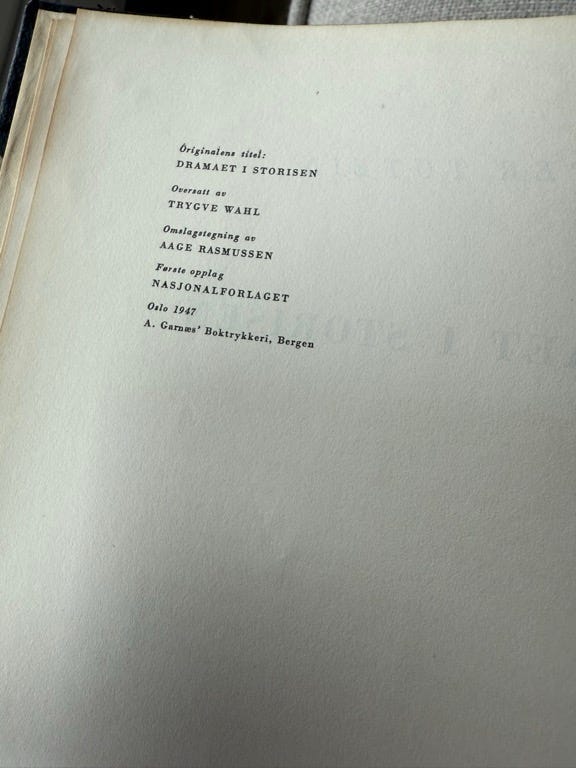 Originalens titel:
DRAMAET I STORISEN
Oversatt av
TRYGVE WAHL
Omslagstegning av
AAGE RASMUSSEN
Første opplag
NASJONALFORLAGET
Oslo 1947
A. Garnæs' Boktrykkeri, Bergen